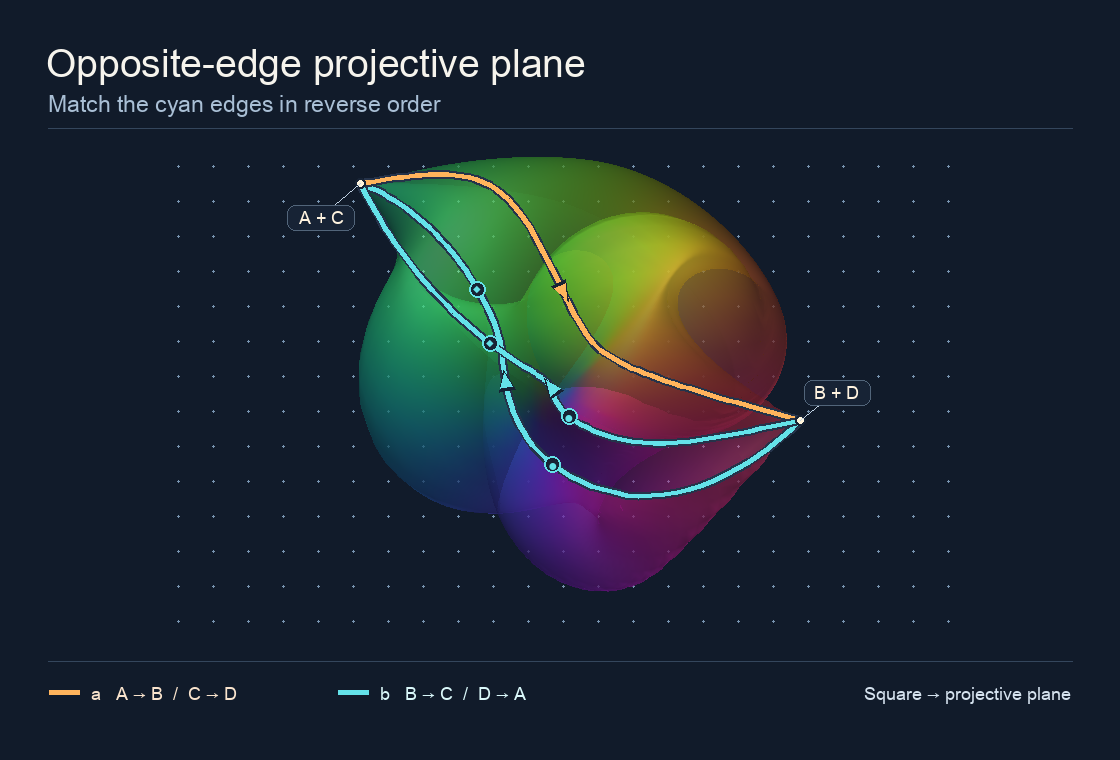 Opposite-edge projective plane
Match the cyan edges in reverse order
A + C
B + D
a A→B / C→D
b B→C / D→A
Square→projective plane